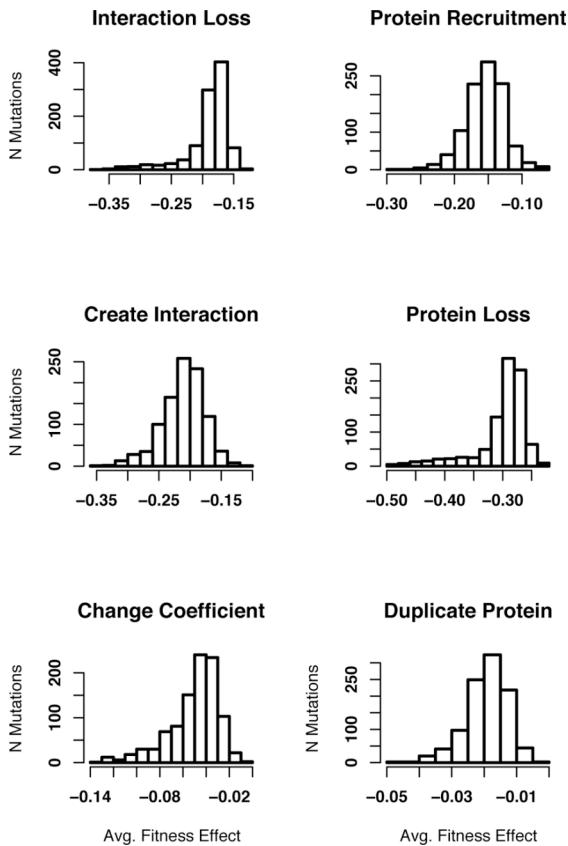 Interaction Loss
N Mutations
400
200
0
−0.35 −0.25 −0.15
Protein Recruitment
250
100
0
−0.30 −0.20 −0.10
Create Interaction
N Mutations
250
100
0
−0.35 −0.25 −0.15
Protein Loss
250
100
0
−0.50 −0.40 −0.30
Change Coefficient
N Mutations
200
100
0
−0.14 −0.08 −0.02
Avg. Fitness Effect
Duplicate Protein
N Mutations
250
100
0
−0.05 −0.03 −0.01
Avg. Fitness Effect